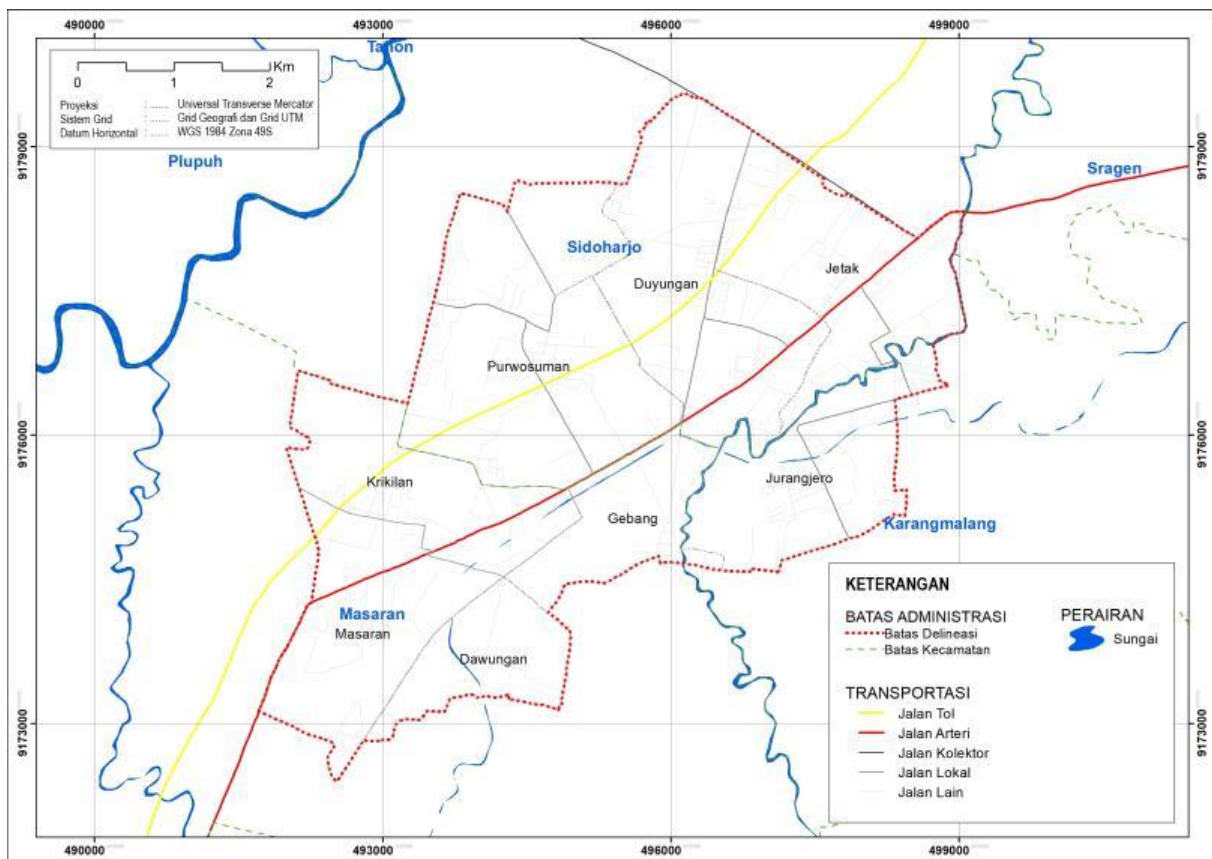 490000
493000
496000
499000
Tanon
Km
0 1 2
Proyeksi : ...... Universal Transverse Mercator
Sistem Grid : ...... Grid Geografi dan Grid UTM
Datum Horizontal : ...... WGS 1984 Zona 49S
9179000
9179000
Plupuh
Sragen
Sidoharjo
Jetak
Duyungan
Purwosuman
9176000
9176000
Krikilan
Jurangjero
Gebang
Karangmalang
Masaran
Masaran
Dawungan
9173000
9173000
KETERANGAN
BATAS ADMINISTRASI
Batas Delineasi
Batas Kecamatan
PERAIRAN
Sungai
TRANSPORTASI
Jalan Tol
Jalan Arteri
Jalan Kolektor
Jalan Lokal
Jalan Lain
490000
493000
496000
499000